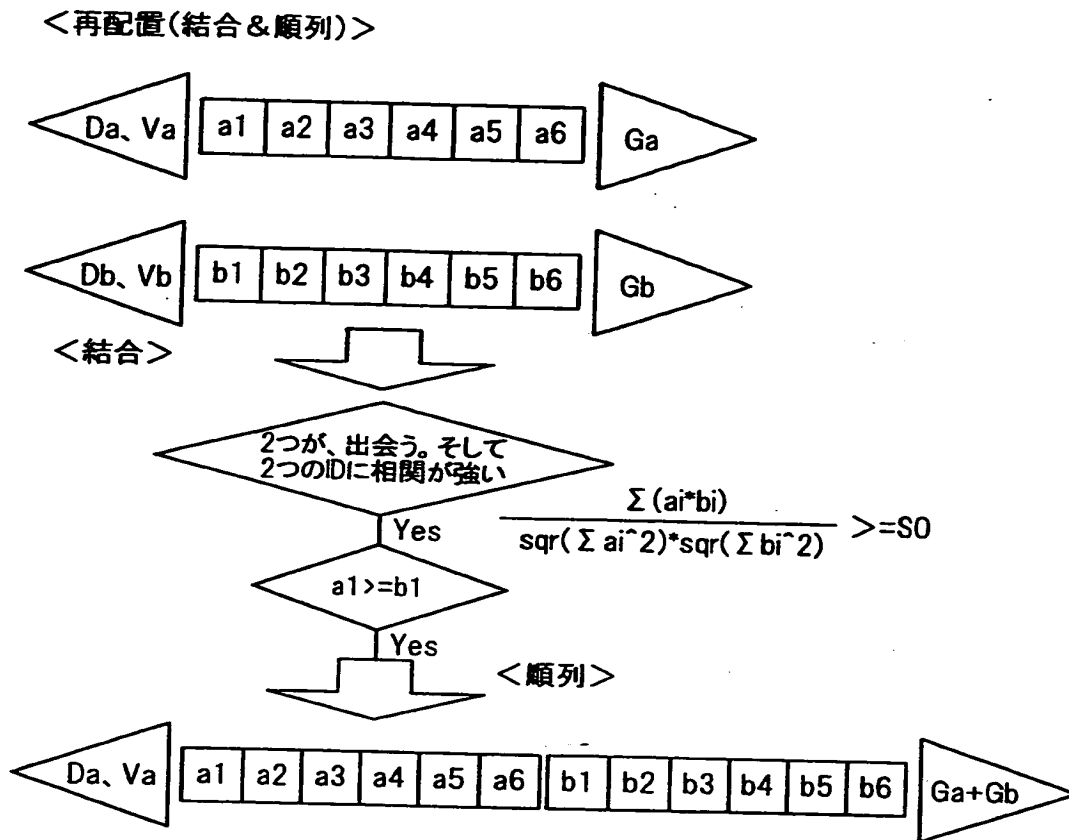 ＜再配置(結合＆順列)＞
Da、Va a1 a2 a3 a4 a5 a6 Ga
Db、Vb b1 b2 b3 b4 b5 b6 Gb
＜結合＞
2つが、出会う。そして
2つのIDに相関が強い
Yes
Σ(ai*bi)
sqr(Σai^2)*sqr(Σbi^2)
>=S0
a1>=b1
Yes
＜順列＞
Da、Va a1 a2 a3 a4 a5 a6 b1 b2 b3 b4 b5 b6 Ga+Gb